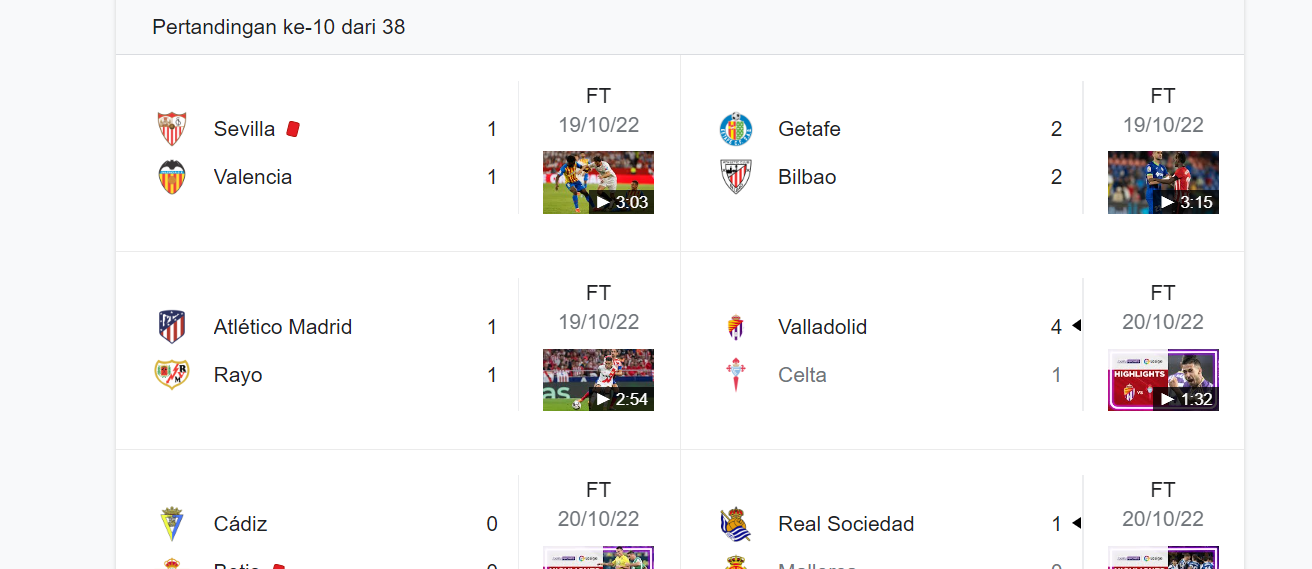 Pertandingan ke-10 dari 38
Sevilla 1
Valencia 1
FT
19/10/22
3:03
Getafe 2
Bilbao 2
FT
19/10/22
3:15
Atlético Madrid 1
Rayo 1
FT
19/10/22
2:54
Valladolid 4
Celta 1
FT
20/10/22
HIGHLIGHTS
VS
1:32
Cádiz 0
Betis 0
FT
20/10/22
Real Sociedad 1
Mallorca 0
FT
20/10/22